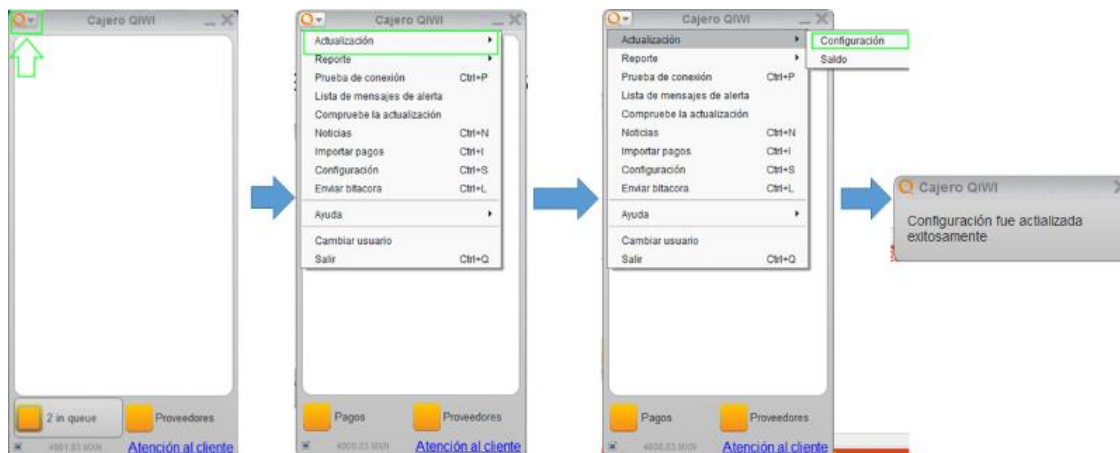 Cajero QIWI
2 in queue
Proveedores
4901.83 MXN
Atención al cliente
Cajero QIWI
Actualización
Reporte
Prueba de conexión Ctrl+P
Lista de mensajes de alerta
Compruebe la actualización
Noticias Ctrl+N
Importar pagos Ctrl+I
Configuración Ctrl+S
Enviar bitacora Ctrl+L
Ayuda
Cambiar usuario
Salir Ctrl+Q
Pagos
Proveedores
Atención al cliente
Cajero QIWI
Actualización
Configuración
Saldo
Reporte
Prueba de conexión Ctrl+P
Lista de mensajes de alerta
Compruebe la actualización
Noticias Ctrl+N
Importar pagos Ctrl+I
Configuración Ctrl+S
Enviar bitacora Ctrl+L
Ayuda
Cambiar usuario
Salir Ctrl+Q
Pagos
Proveedores
Atención al cliente
Cajero QIWI
Configuración fue actializada
exitosamente